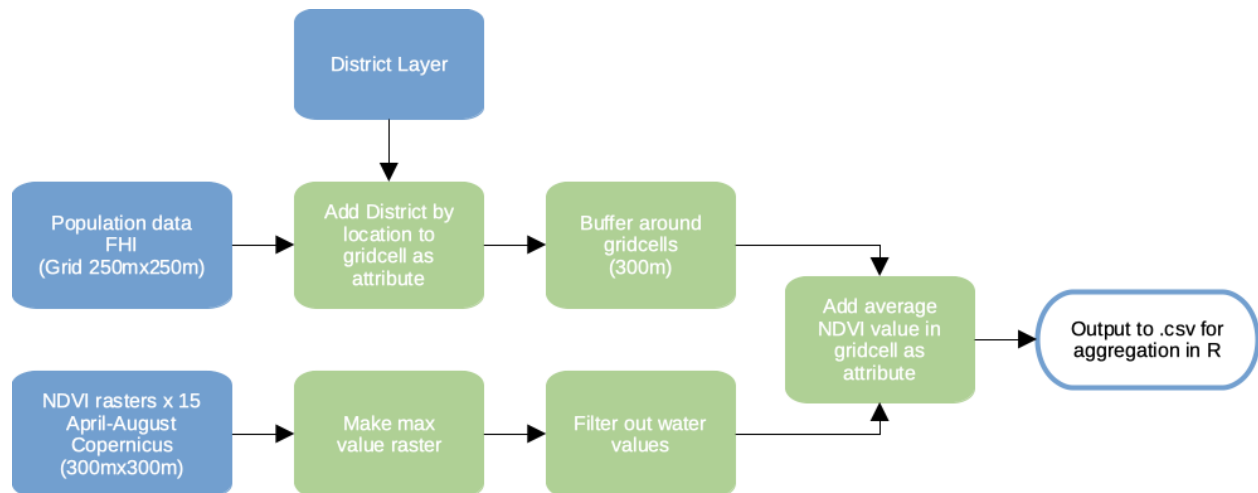 District Layer
Population data
FHI
(Grid 250mx250m)
Add District by
location to
gridcell as
attribute
Buffer around
gridcells
(300m)
Add average
NDVI value in
gridcell as
attribute
Output to .csv for
aggregation in R
NDVI rasters x 15
April-August
Copernicus
(300mx300m)
Make max
value raster
Filter out water
values